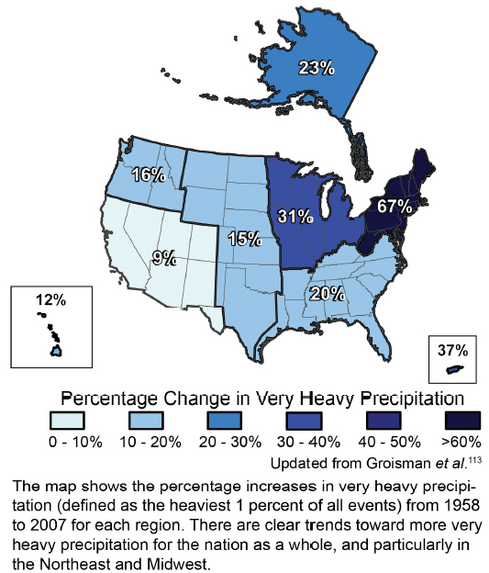 23%
16%
67%
31%
15%
9%
20%
12%
37%
Percentage Change in Very Heavy Precipitation
0 - 10% 10 - 20% 20 - 30% 30 - 40% 40 - 50% >60%
Updated from Groisman et al.113
The map shows the percentage increases in very heavy precipi-
tation (defined as the heaviest 1 percent of all events) from 1958
to 2007 for each region. There are clear trends toward more very
heavy precipitation for the nation as a whole, and particularly in
the Northeast and Midwest.